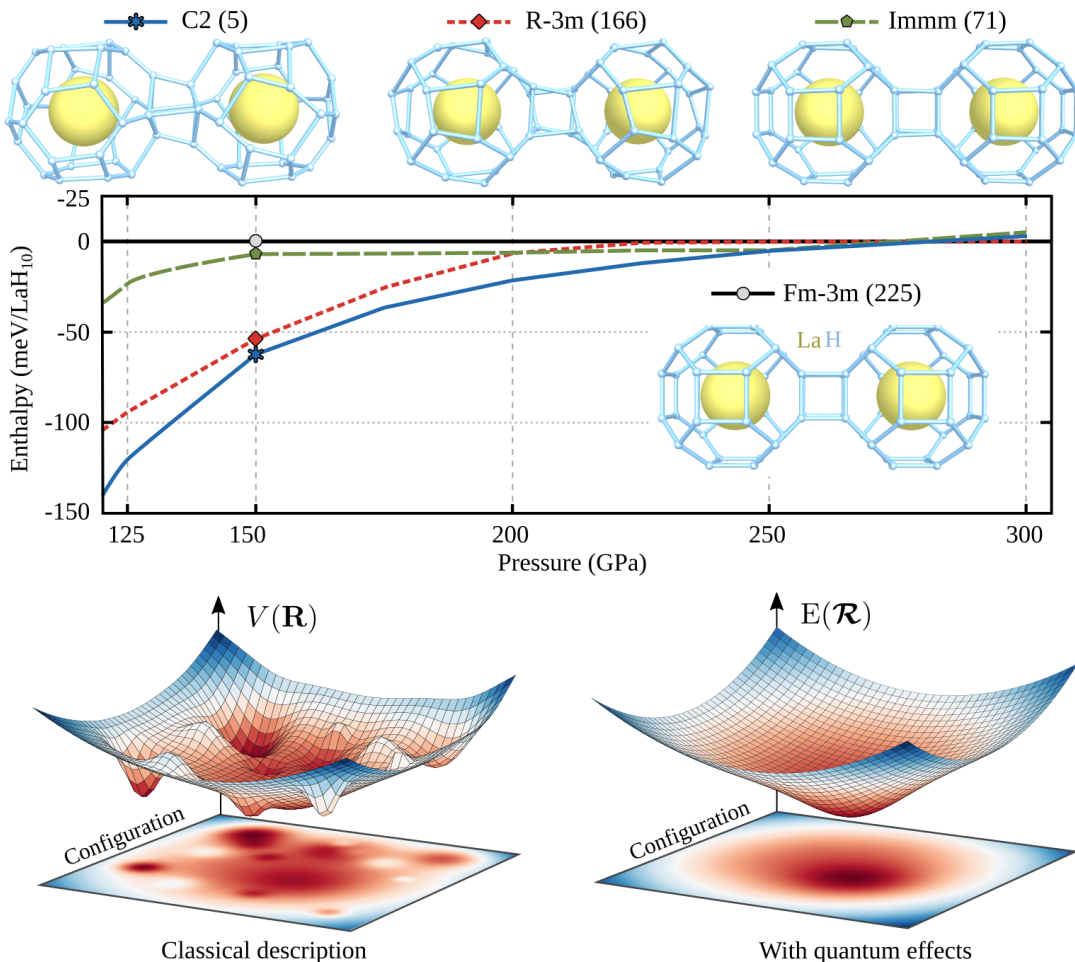 C2 (5)
R-3m (166)
Immm (71)
-25
0
-50
-100
-150
Enthalpy (meV/LaH₁₀)
Fm-3m (225)
La H
125
150
200
250
300
Pressure (GPa)
V(R)
E(𝓡)
Configuration
Configuration
Classical description
With quantum effects